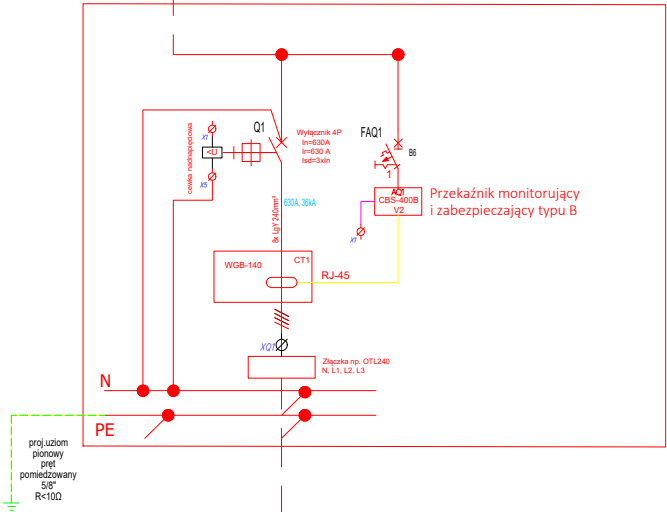 Q1
Wyłącznik 4P
In=630A
Ir=630 A
Isd=3xIn
FAQ1
B6
1
cewka nadnapięciowa
X1
<U
X5
8x LgY 240mm²
630A, 36kA
AQ1
CBS-400B
V2
Przekaźnik monitorujący
i zabezpieczający typu B
X1
WGB-140
CT1
RJ-45
XQ1
Złączka np. OTL240
N, L1, L2, L3
N
PE
proj.uziom
pionowy
pręt
pomiedzowany
5/8"
R<10Ω